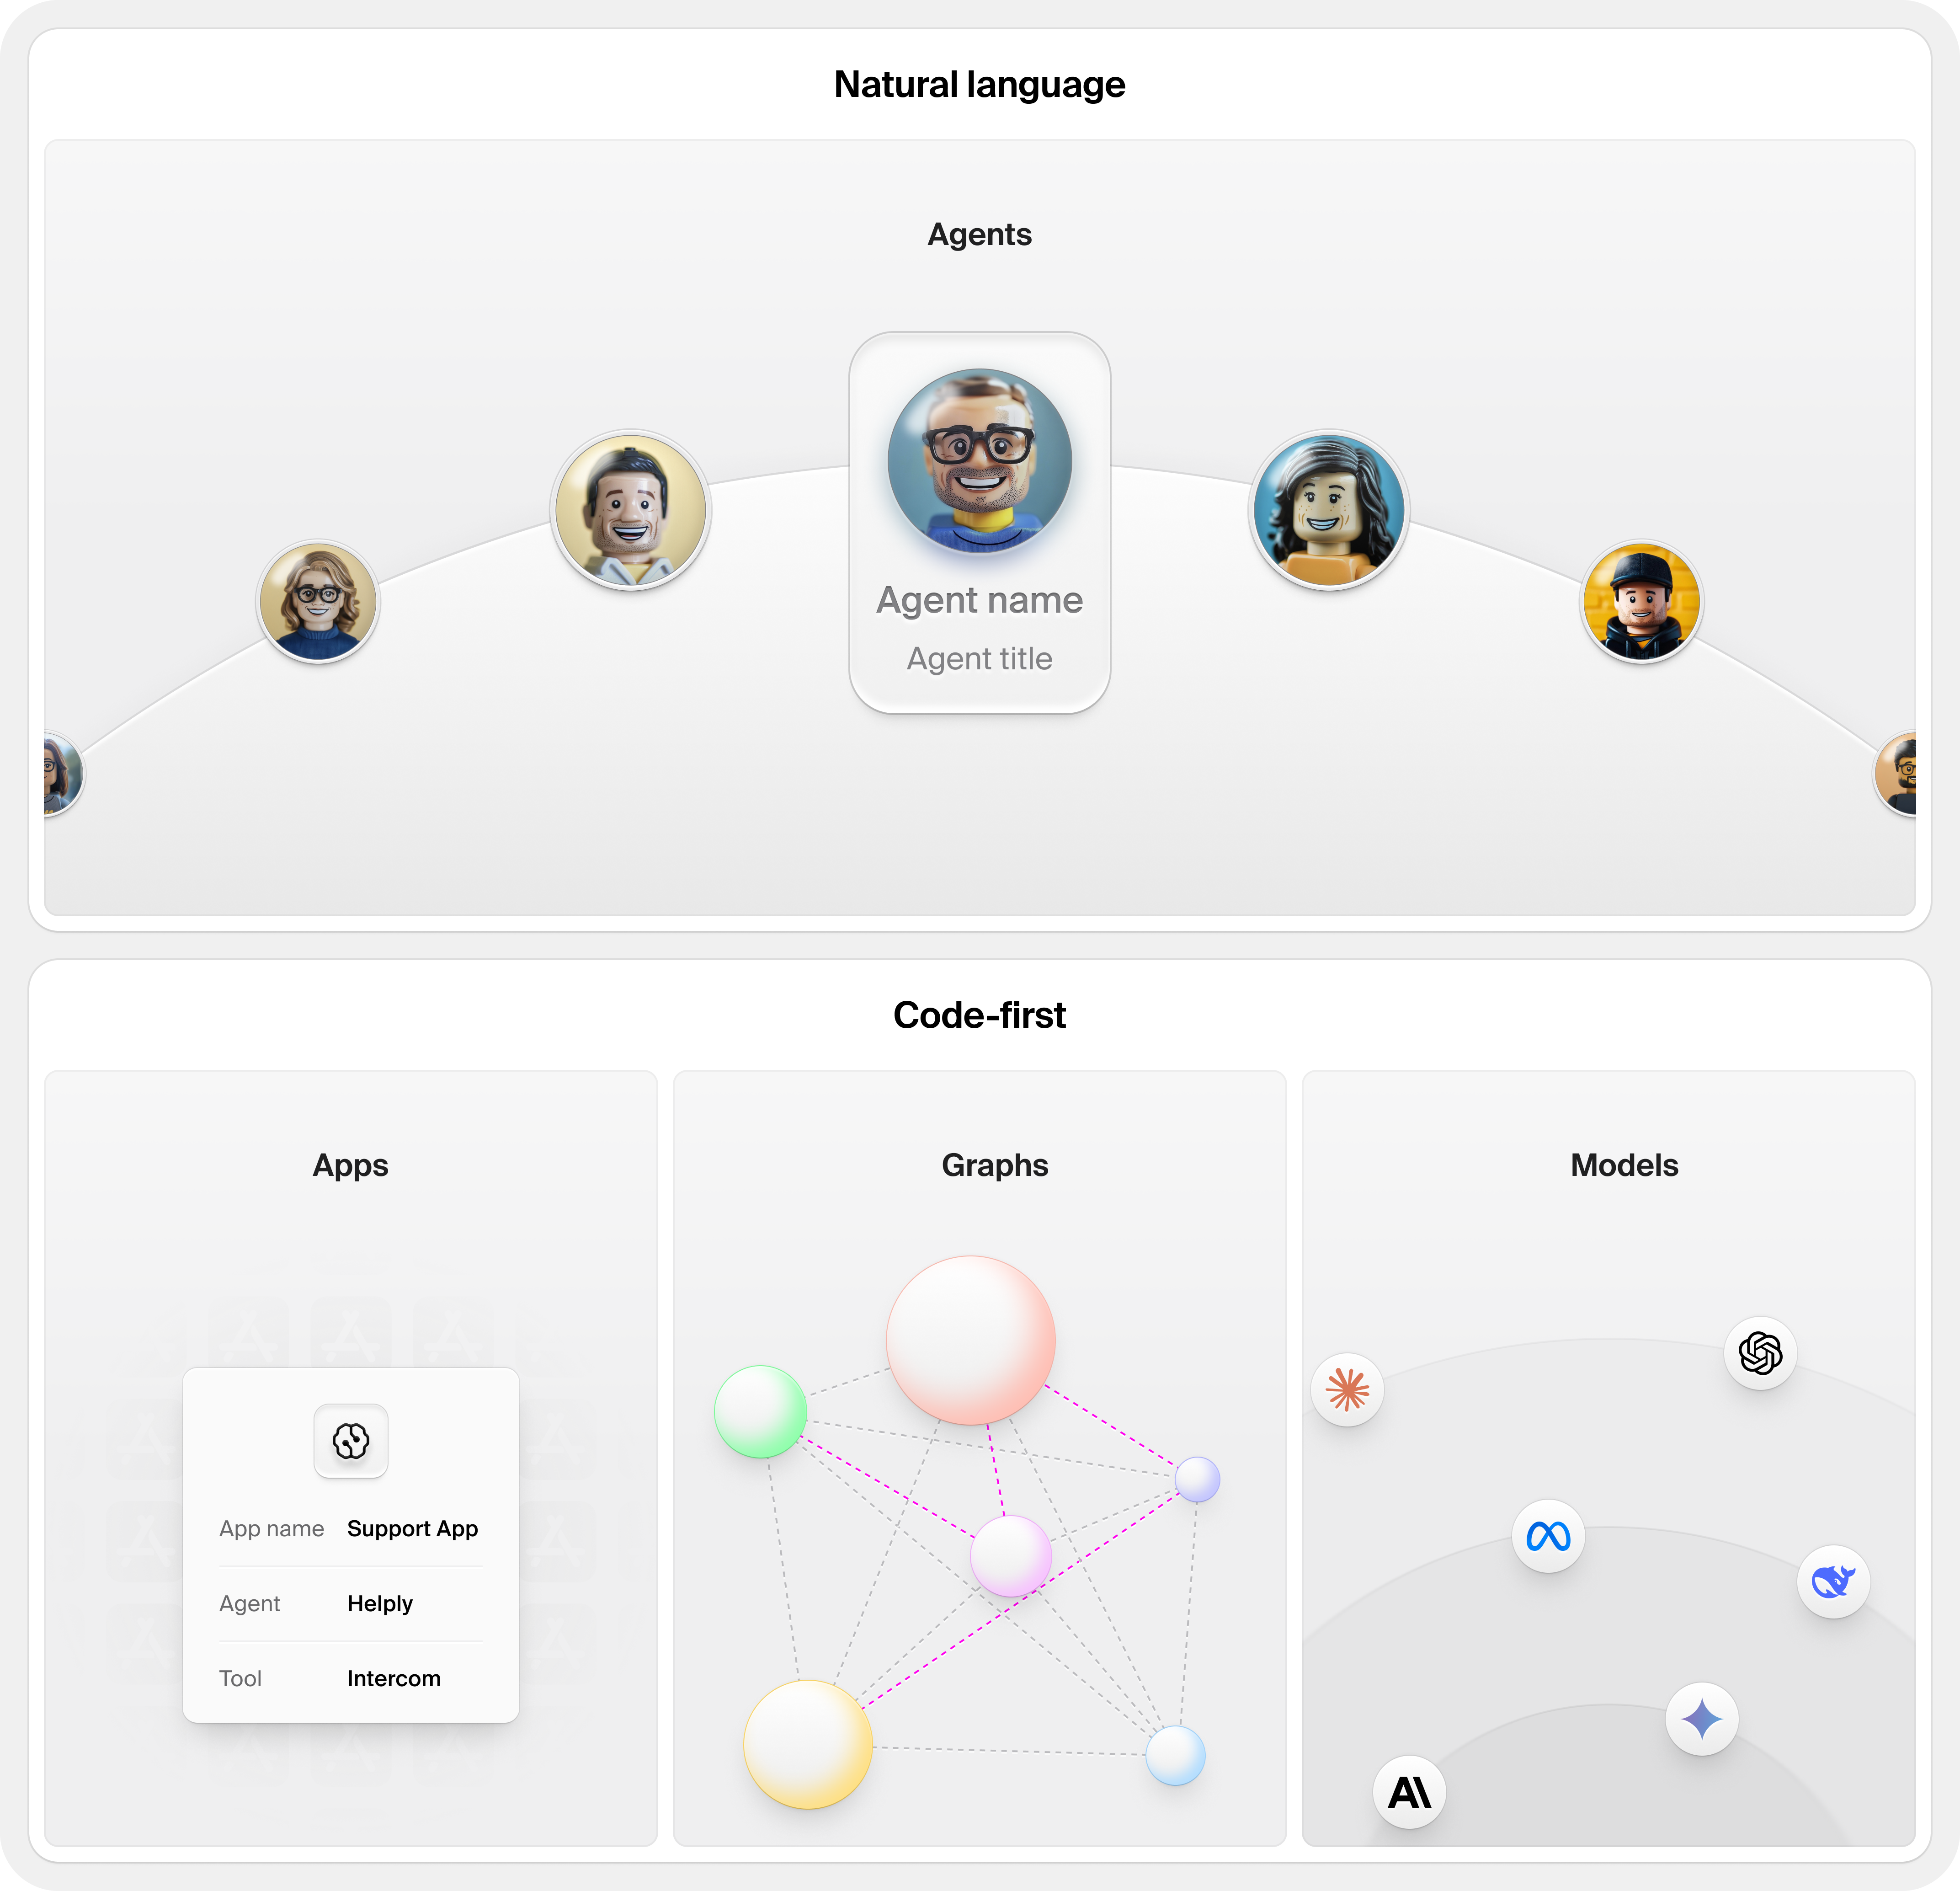 Natural language
Agents
Agent name
Agent title
Code-first
Apps
App name Support App
Agent Helply
Tool Intercom
Graphs
Models